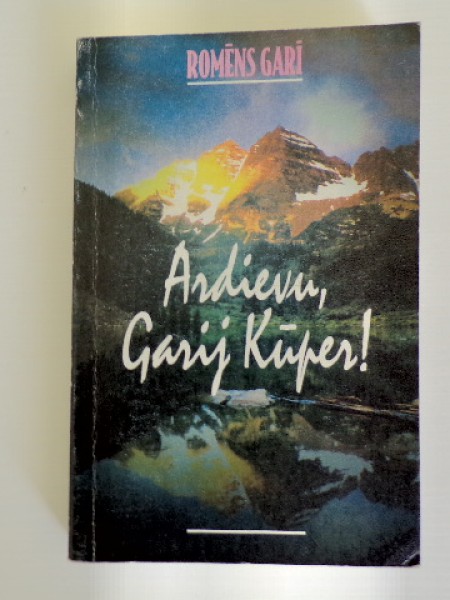 ROMĒNS GARĪ
Ardievu,
Garij Kūper!